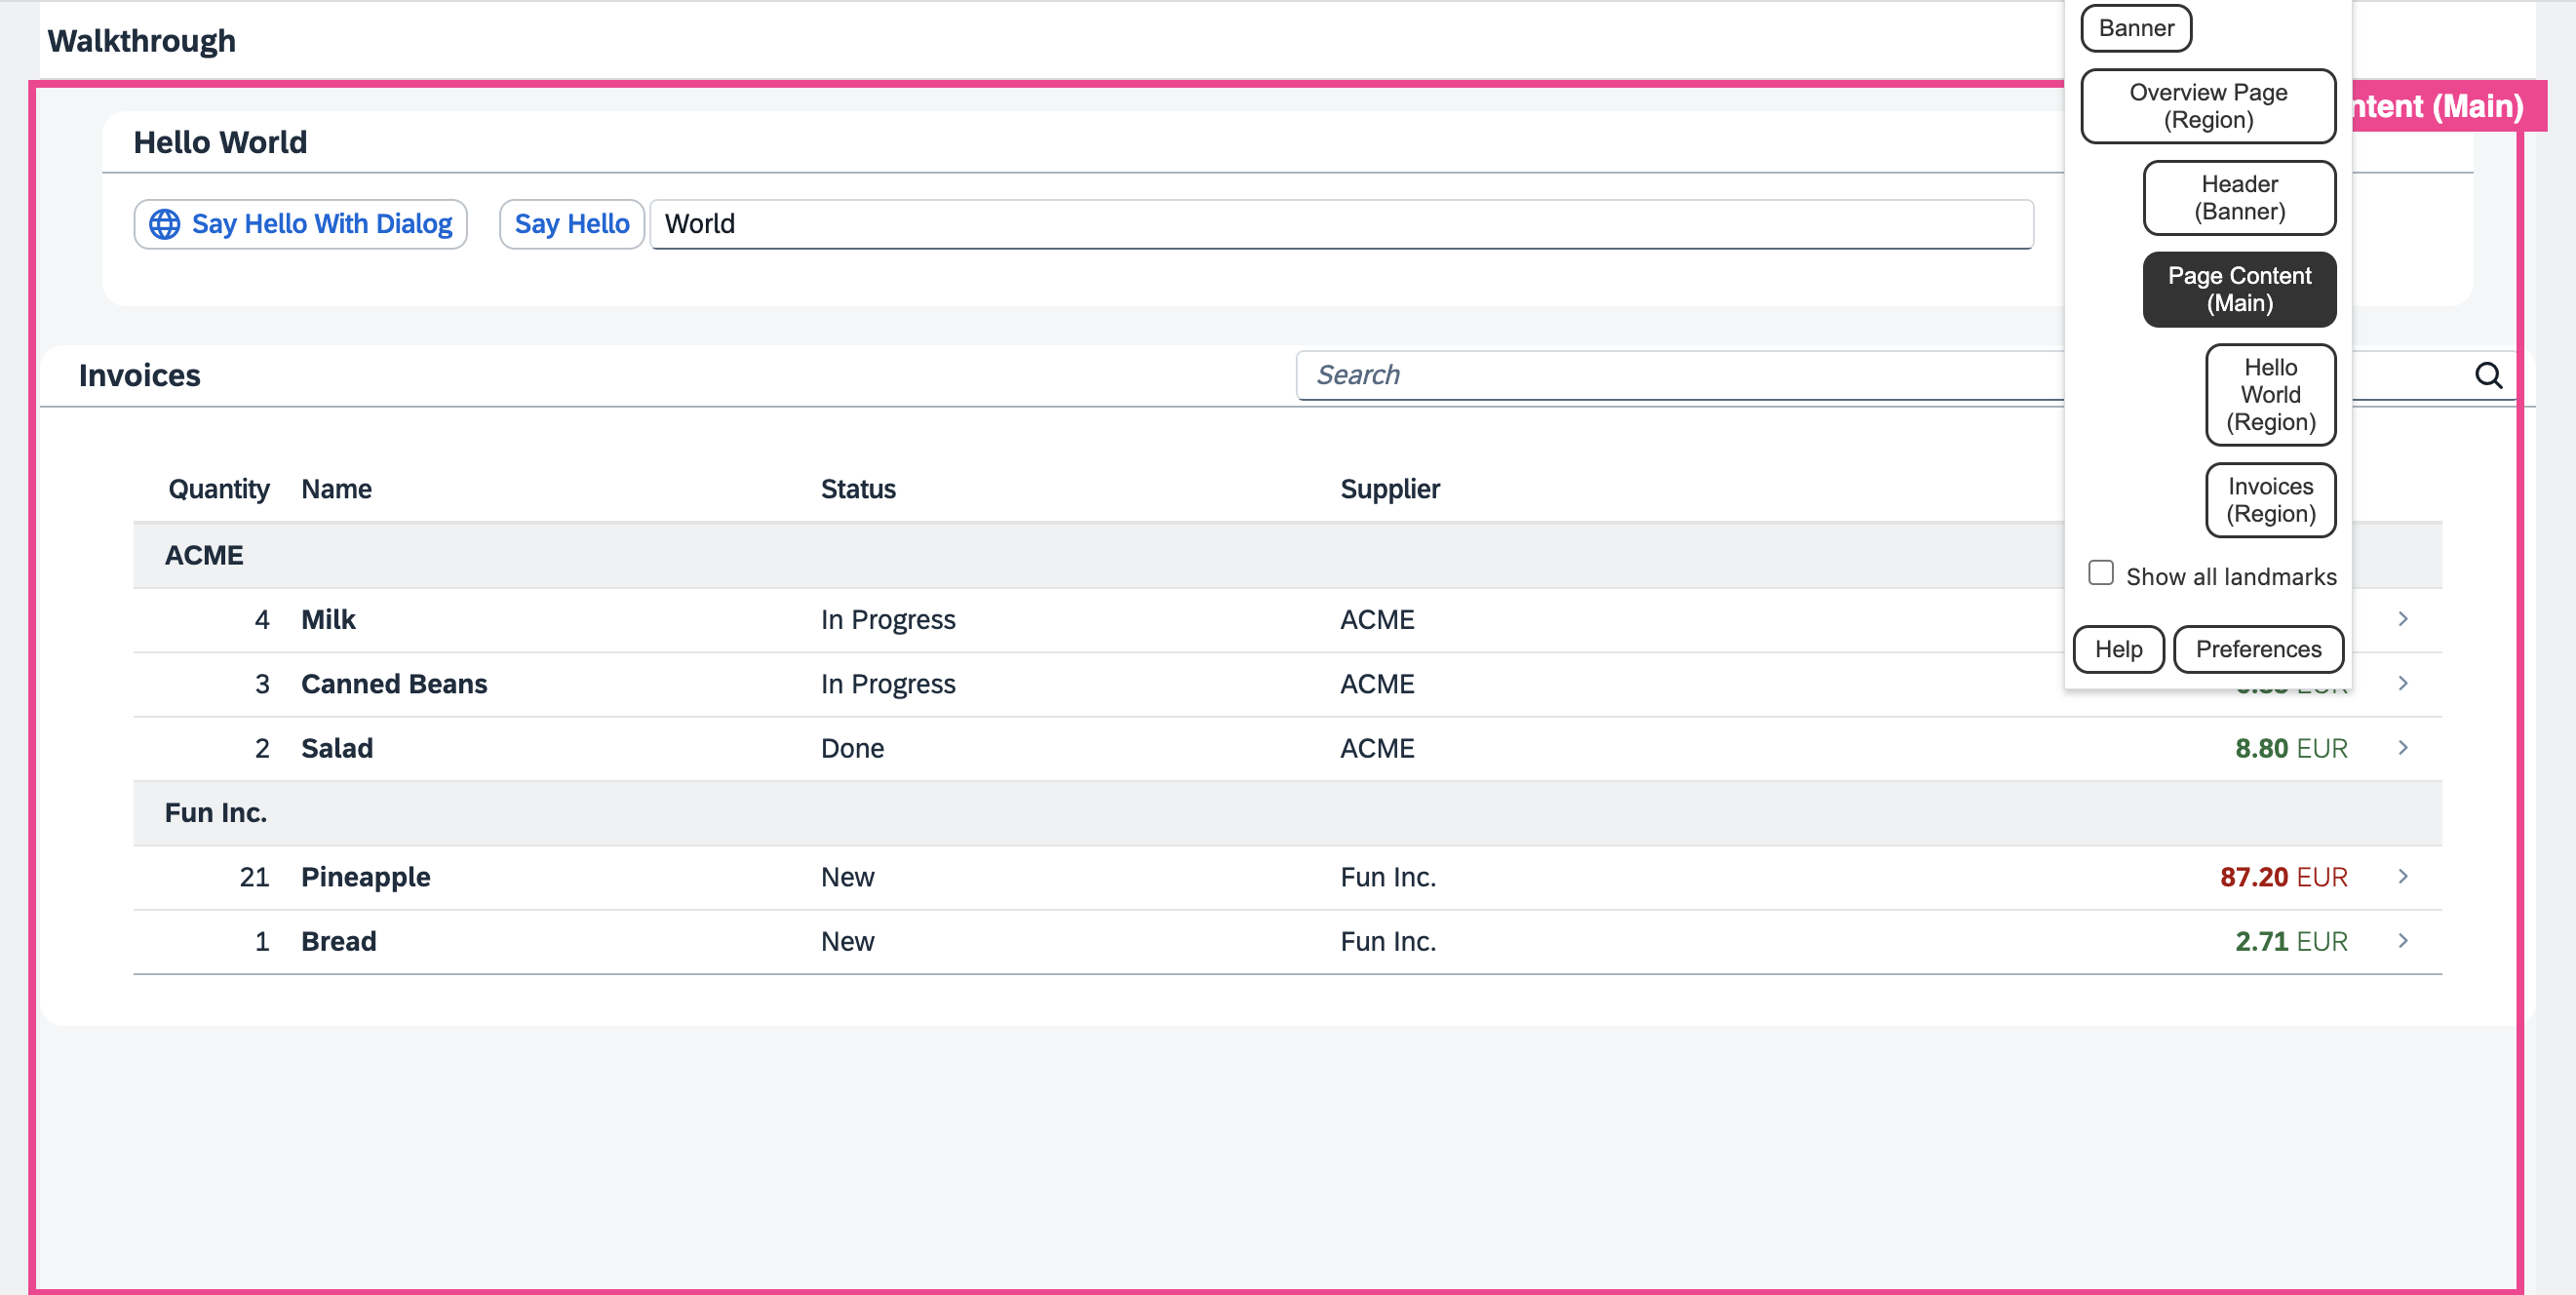 Walkthrough
Banner
Overview Page
(Region)
Header
(Banner)
Page Content
(Main)
Hello
World
(Region)
Invoices
(Region)
Show all landmarks
Help Preferences
(Main)
Hello World
Say Hello With Dialog Say Hello World
Invoices Search
Quantity Name Status Supplier
ACME
4 Milk In Progress ACME
3 Canned Beans In Progress ACME
2 Salad Done ACME 8.80 EUR
Fun Inc.
21 Pineapple New Fun Inc. 87.20 EUR
1 Bread New Fun Inc. 2.71 EUR